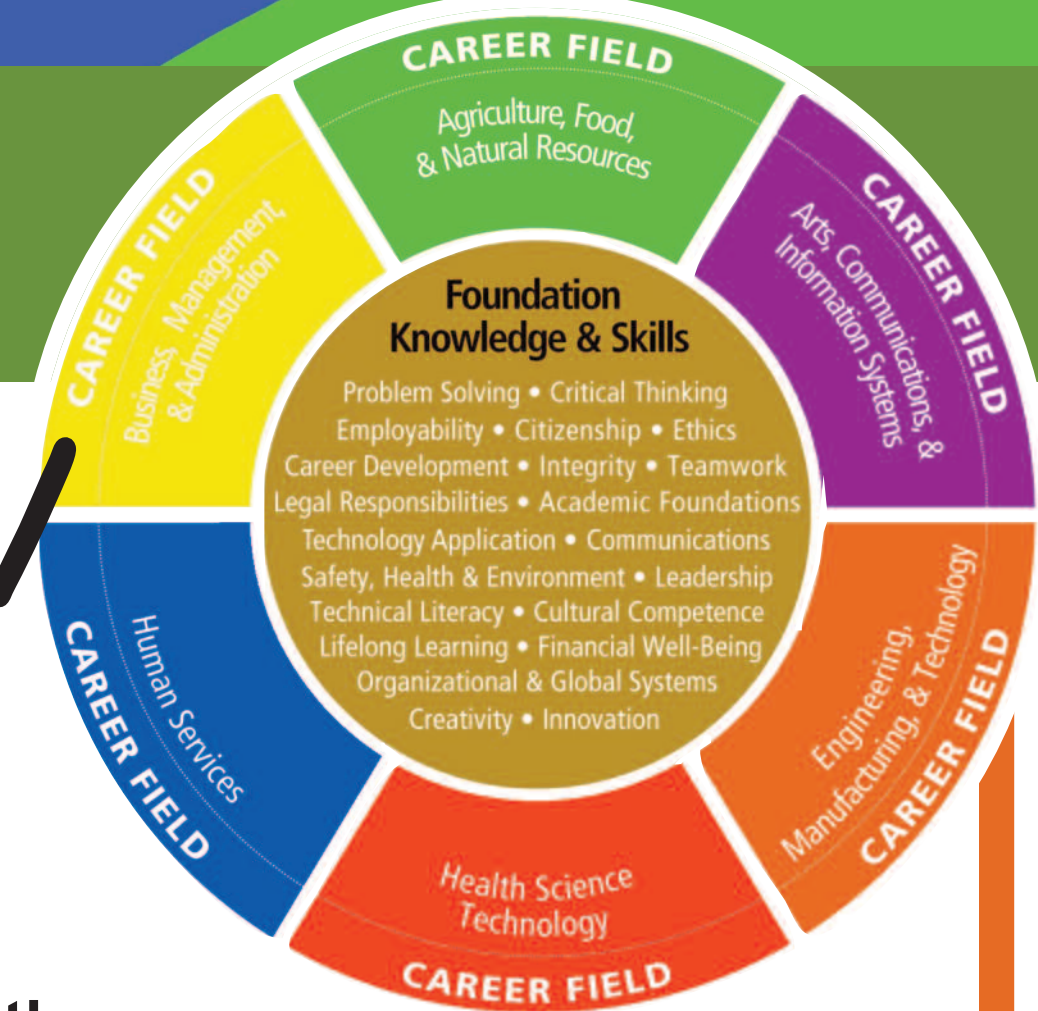 CAREER FIELD
Agriculture, Food,
& Natural Resources
CAREER FIELD
Arts, Communications, &
Information Systems
CAREER FIELD
Engineering,
Manufacturing, & Technology
CAREER FIELD
Health Science
Technology
CAREER FIELD
Human Services
CAREER FIELD
Business, Management,
& Administration
Foundation
Knowledge & Skills
Problem Solving • Critical Thinking
Employability • Citizenship • Ethics
Career Development • Integrity • Teamwork
Legal Responsibilities • Academic Foundations
Technology Application • Communications
Safety, Health & Environment • Leadership
Technical Literacy • Cultural Competence
Lifelong Learning • Financial Well-Being
Organizational & Global Systems
Creativity • Innovation